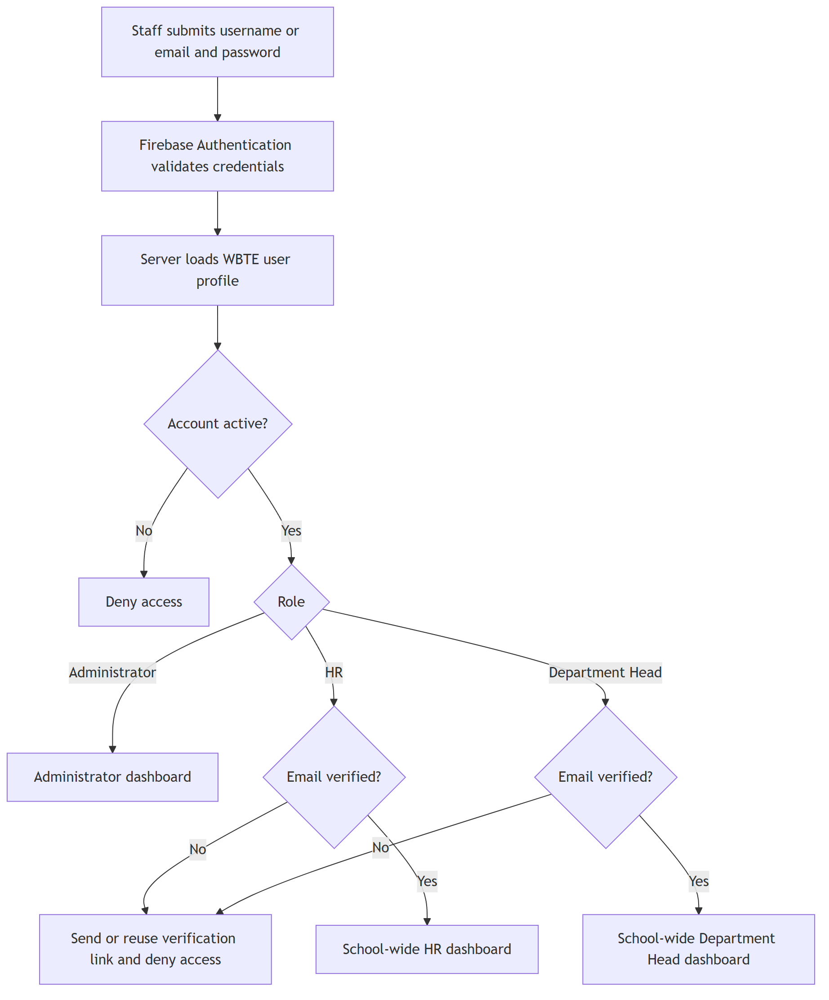 Staff submits username or
email and password
Firebase Authentication
validates credentials
Server loads WBTE user
profile
Account active?
No
Yes
Deny access
Role
Administrator
HR
Department Head
Administrator dashboard
Email verified?
Email verified?
No
No
Yes
Yes
Send or reuse verification
link and deny access
School-wide HR dashboard
School-wide Department
Head dashboard